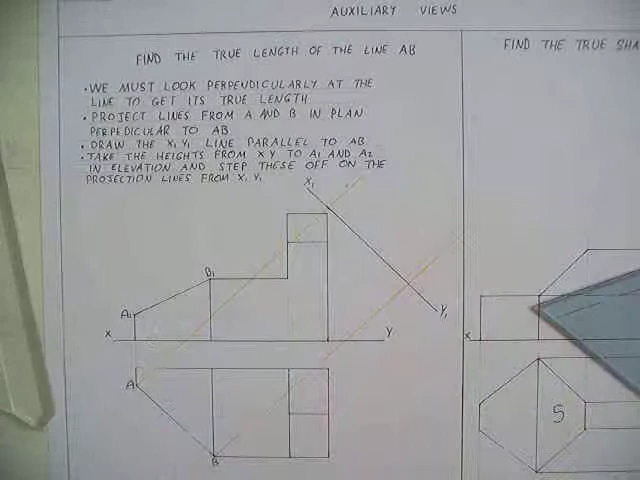 AUXILIARY VIEWS
FIND THE TRUE LENGTH OF THE LINE AB
• WE MUST LOOK PERPENDICULARLY AT THE
LINE TO GET ITS TRUE LENGTH
• PROJECT LINES FROM A AND B IN PLAN
PERPEDICULAR TO AB
• DRAW THE X1 Y1 LINE PARALLEL TO AB
• TAKE THE HEIGHTS FROM XY TO A1 AND A2
IN ELEVATION AND STEP THESE OFF ON THE
PROJECTION LINES FROM X1 Y1
X1
B1
A1
Y1
X
Y
A
B
FIND THE TRUE SHA
X
S